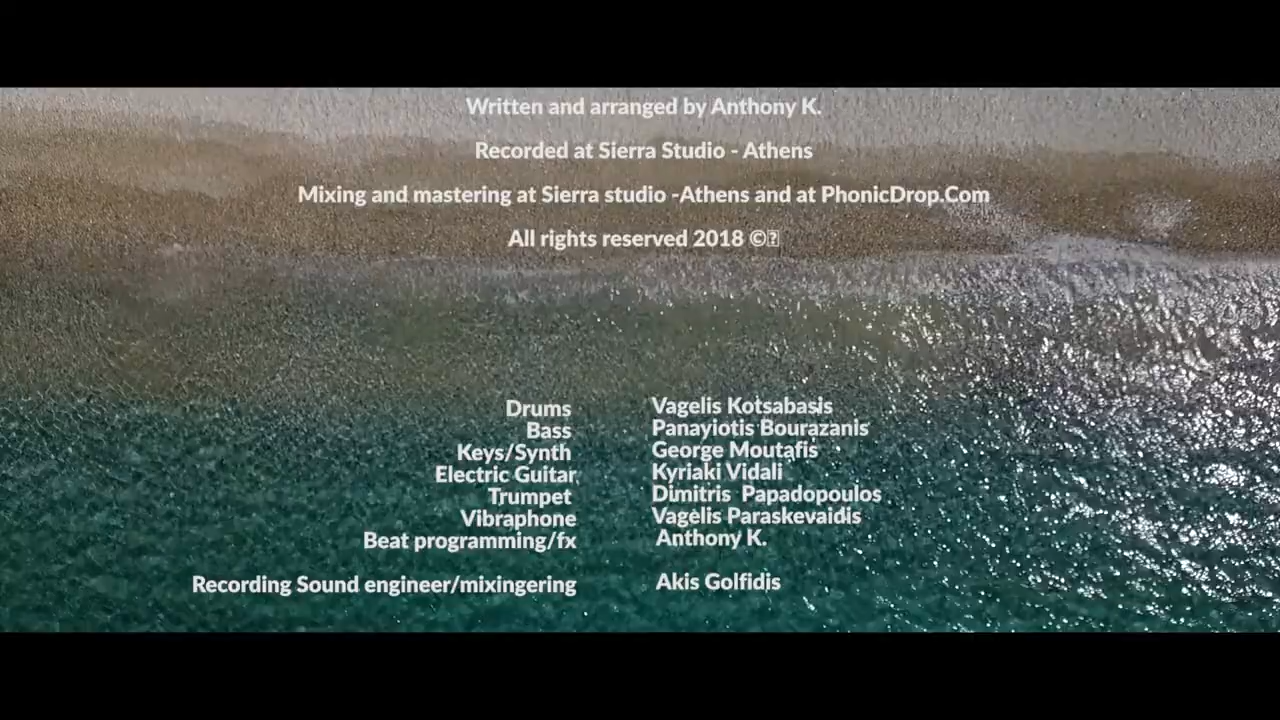 Written and arranged by Anthony K.
Recorded at Sierra Studio - Athens
Mixing and mastering at Sierra studio -Athens and at PhonicDrop.Com
All rights reserved 2018 ©
Drums Vagelis Kotsabasis
Bass Panayiotis Bourazanis
Keys/Synth George Moutafis
Electric Guitar Kyriaki Vidali
Trumpet Dimitris Papadopoulos
Vibraphone Vagelis Paraskevaidis
Beat programming/fx Anthony K.
Recording Sound engineer/mixingering Akis Golfidis